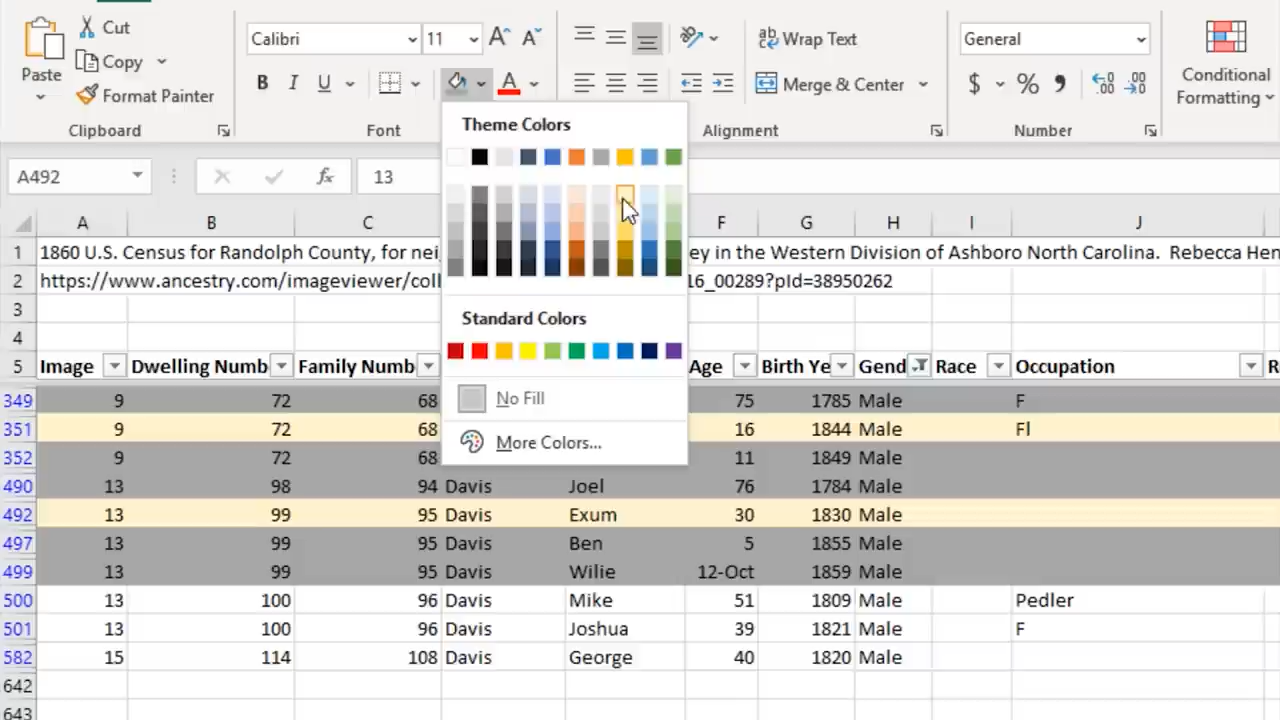 Cut
Calibri 11 A A
Wrap Text
General
Paste
Copy
B I U A
Merge & Center
$ % 9
Conditional
Formatting
Format Painter
Clipboard
Font
Alignment
Number
Theme Colors
A492 fx 13
A B C F G H I J
1 1860 U.S. Census for Randolph County, for nei ey in the Western Division of Ashboro North Carolina. Rebecca Hen
2 https://www.ancestry.com/imageviewer/coll 16_00289?pId=38950262
3
4
Standard Colors
5 Image Dwelling Numb Family Numb Age Birth Ye Gend Race Occupation R
No Fill
More Colors...
349 9 72 68 75 1785 Male F
351 9 72 68 16 1844 Male Fl
352 9 72 68 11 1849 Male
490 13 98 94 Davis Joel 76 1784 Male
492 13 99 95 Davis Exum 30 1830 Male
497 13 99 95 Davis Ben 5 1855 Male
499 13 99 95 Davis Wilie 12-Oct 1859 Male
500 13 100 96 Davis Mike 51 1809 Male Pedler
501 13 100 96 Davis Joshua 39 1821 Male F
582 15 114 108 Davis George 40 1820 Male
642
643